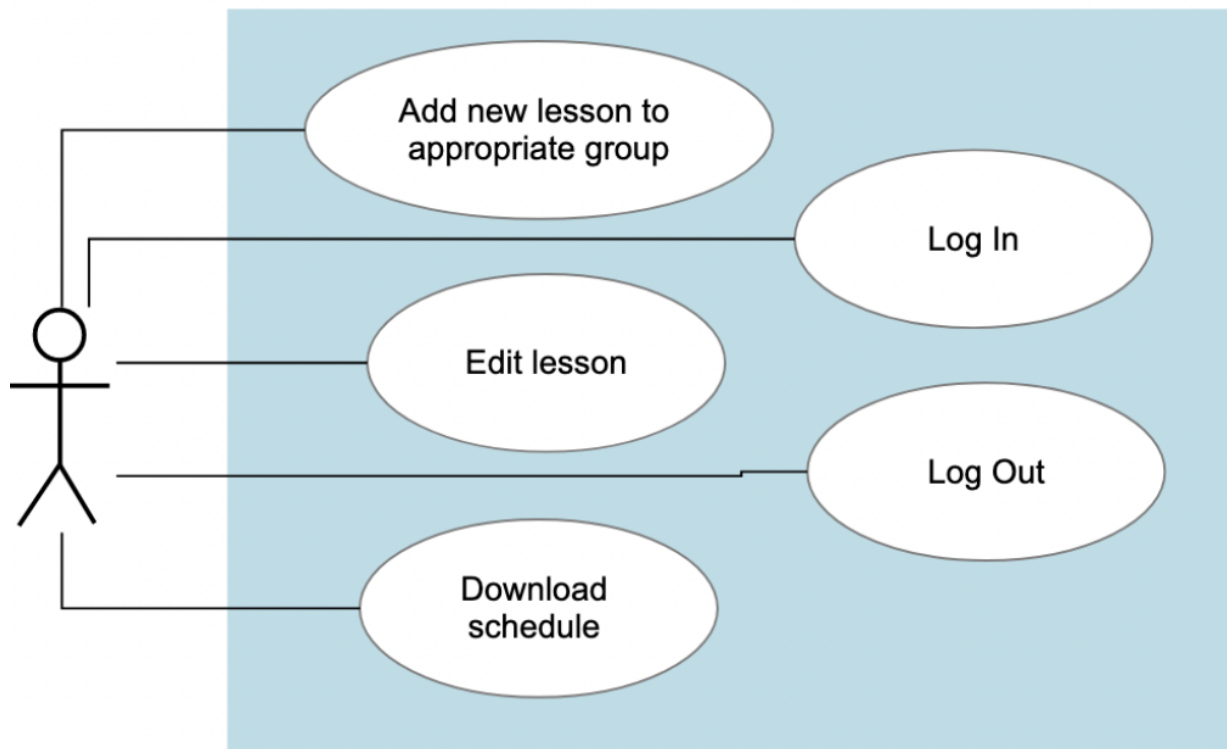 Add new lesson to
appropriate group
Log In
Edit lesson
Log Out
Download
schedule